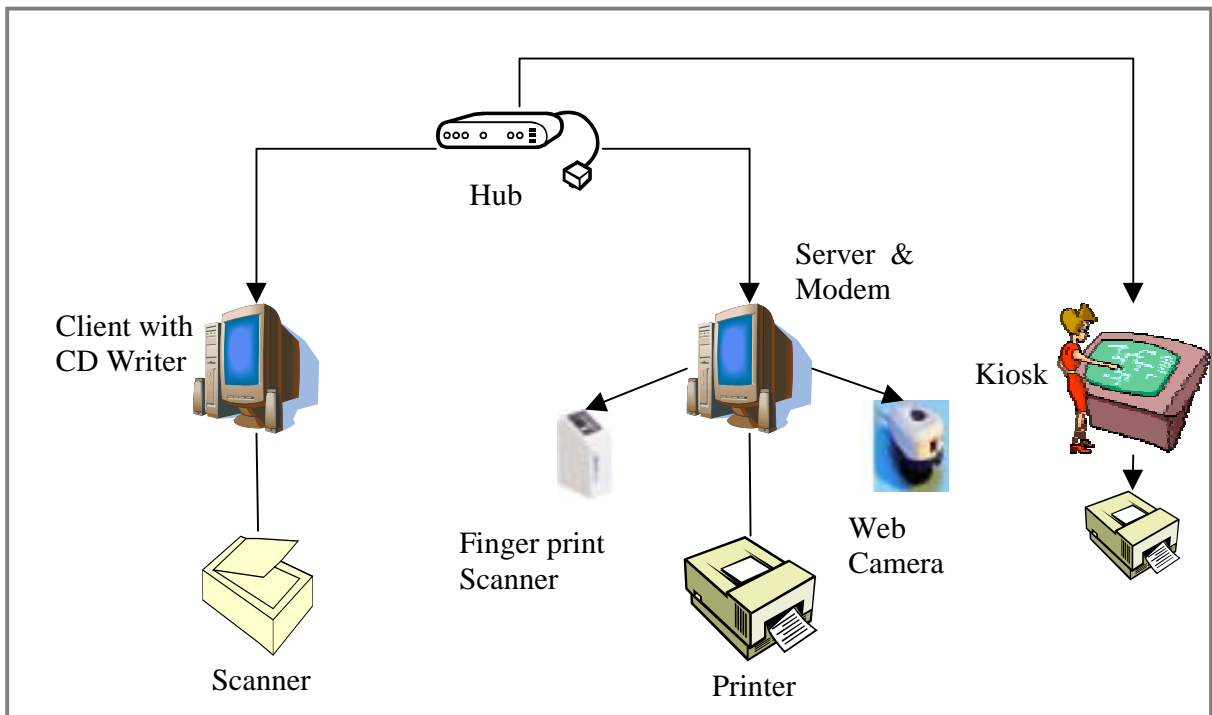 Hub
Server &
Modem
Client with
CD Writer
Kiosk
Finger print
Scanner
Web
Camera
Scanner
Printer